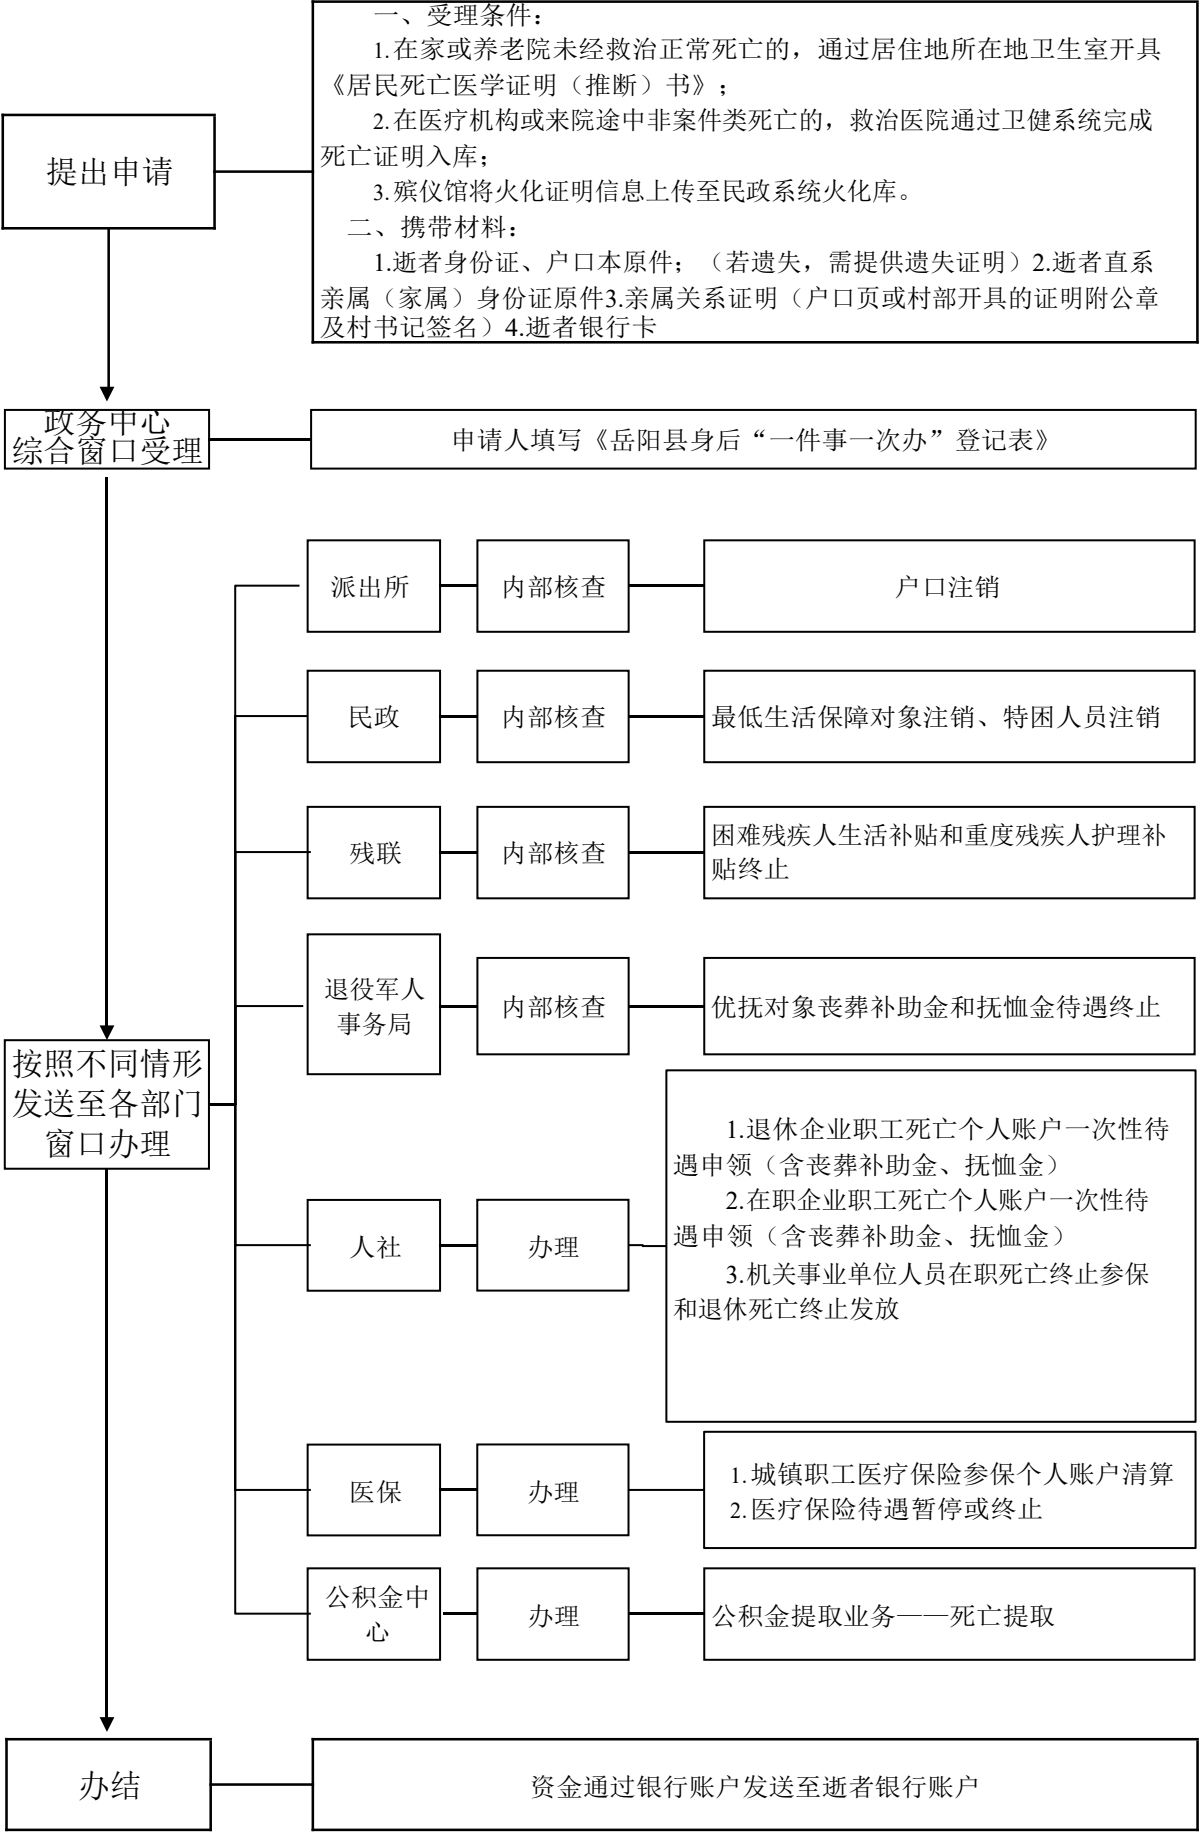 一、受理条件：
1.在家或养老院未经救治正常死亡的，通过居住地所在地卫生室开具
《居民死亡医学证明（推断）书》；
2.在医疗机构或来院途中非案件类死亡的，救治医院通过卫健系统完成
死亡证明入库；
3.殡仪馆将火化证明信息上传至民政系统火化库。
二、携带材料：
1.逝者身份证、户口本原件；（若遗失，需提供遗失证明）2.逝者直系
亲属（家属）身份证原件3.亲属关系证明（户口页或村部开具的证明附公章
及村书记签名）4.逝者银行卡
提出申请
政务中心
综合窗口受理
申请人填写《岳阳县身后“一件事一次办”登记表》
派出所
内部核查
户口注销
民政
内部核查
最低生活保障对象注销、特困人员注销
残联
内部核查
困难残疾人生活补贴和重度残疾人护理补
贴终止
退役军人
事务局
内部核查
优抚对象丧葬补助金和抚恤金待遇终止
按照不同情形
发送至各部门
窗口办理
人社
办理
1.退休企业职工死亡个人账户一次性待
遇申领（含丧葬补助金、抚恤金）
2.在职企业职工死亡个人账户一次性待
遇申领（含丧葬补助金、抚恤金）
3.机关事业单位人员在职死亡终止参保
和退休死亡终止发放
医保
办理
1.城镇职工医疗保险参保个人账户清算
2.医疗保险待遇暂停或终止
公积金中
心
办理
公积金提取业务——死亡提取
办结
资金通过银行账户发送至逝者银行账户